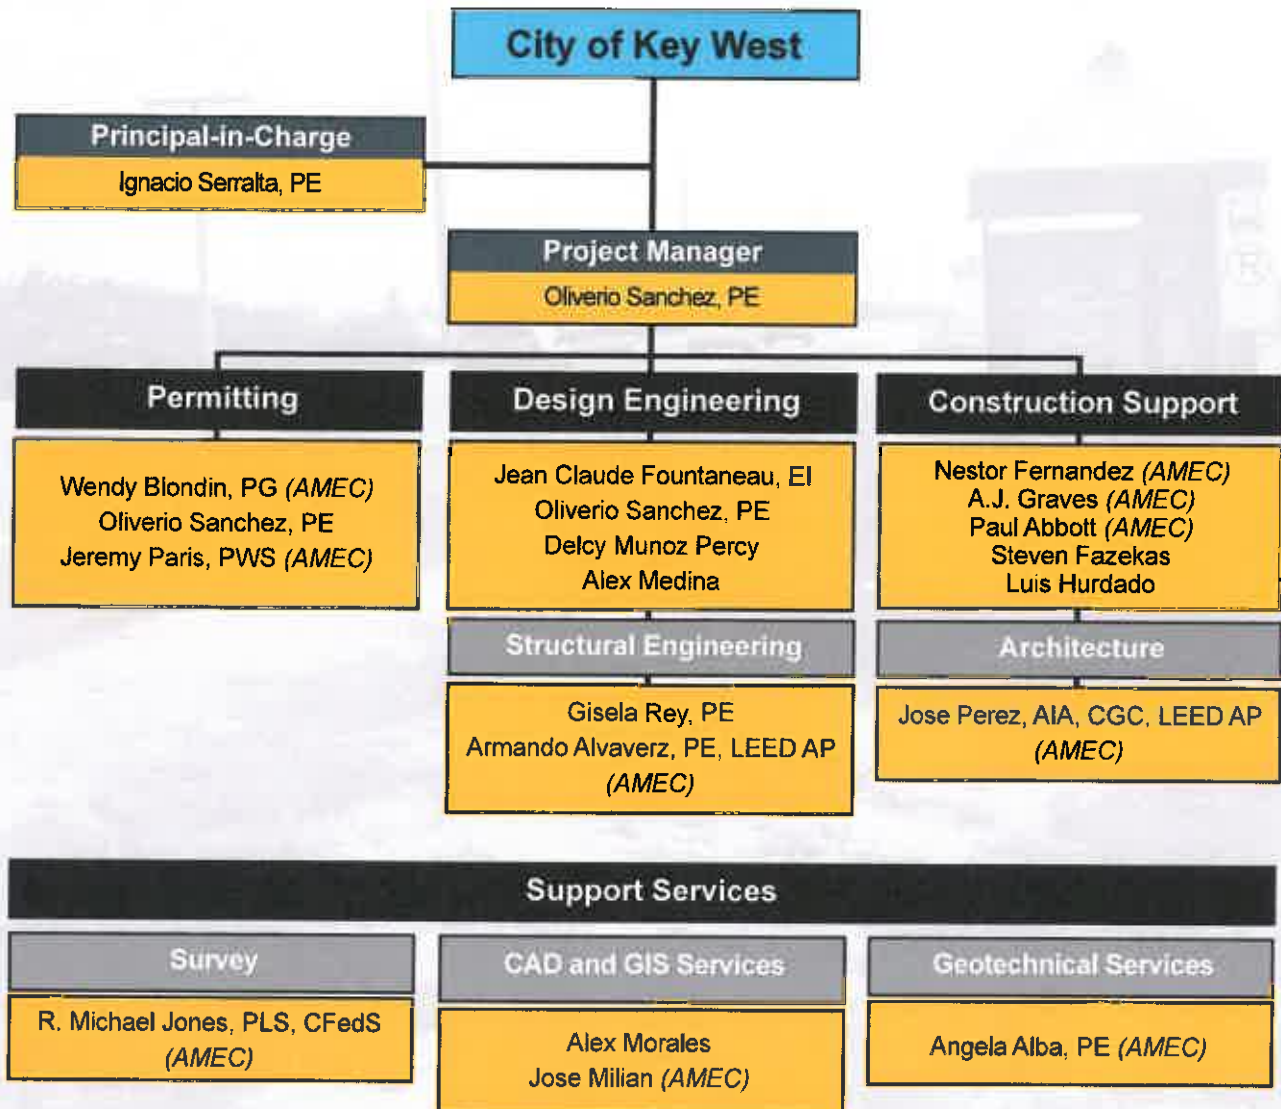 City of Key West
Principal-in-Charge
Ignacio Serralta, PE
Project Manager
Oliverio Sanchez, PE
Permitting
Wendy Blondin, PG (AMEC)
Oliverio Sanchez, PE
Jeremy Paris, PWS (AMEC)
Design Engineering
Jean Claude Fountaneau, EI
Oliverio Sanchez, PE
Delcy Munoz Percy
Alex Medina
Construction Support
Nestor Fernandez (AMEC)
A.J. Graves (AMEC)
Paul Abbott (AMEC)
Steven Fazekas
Luis Hurdado
Structural Engineering
Gisela Rey, PE
Armando Alvaverz, PE, LEED AP
(AMEC)
Architecture
Jose Perez, AIA, CGC, LEED AP
(AMEC)
Support Services
Survey
R. Michael Jones, PLS, CFedS
(AMEC)
CAD and GIS Services
Alex Morales
Jose Milian (AMEC)
Geotechnical Services
Angela Alba, PE (AMEC)